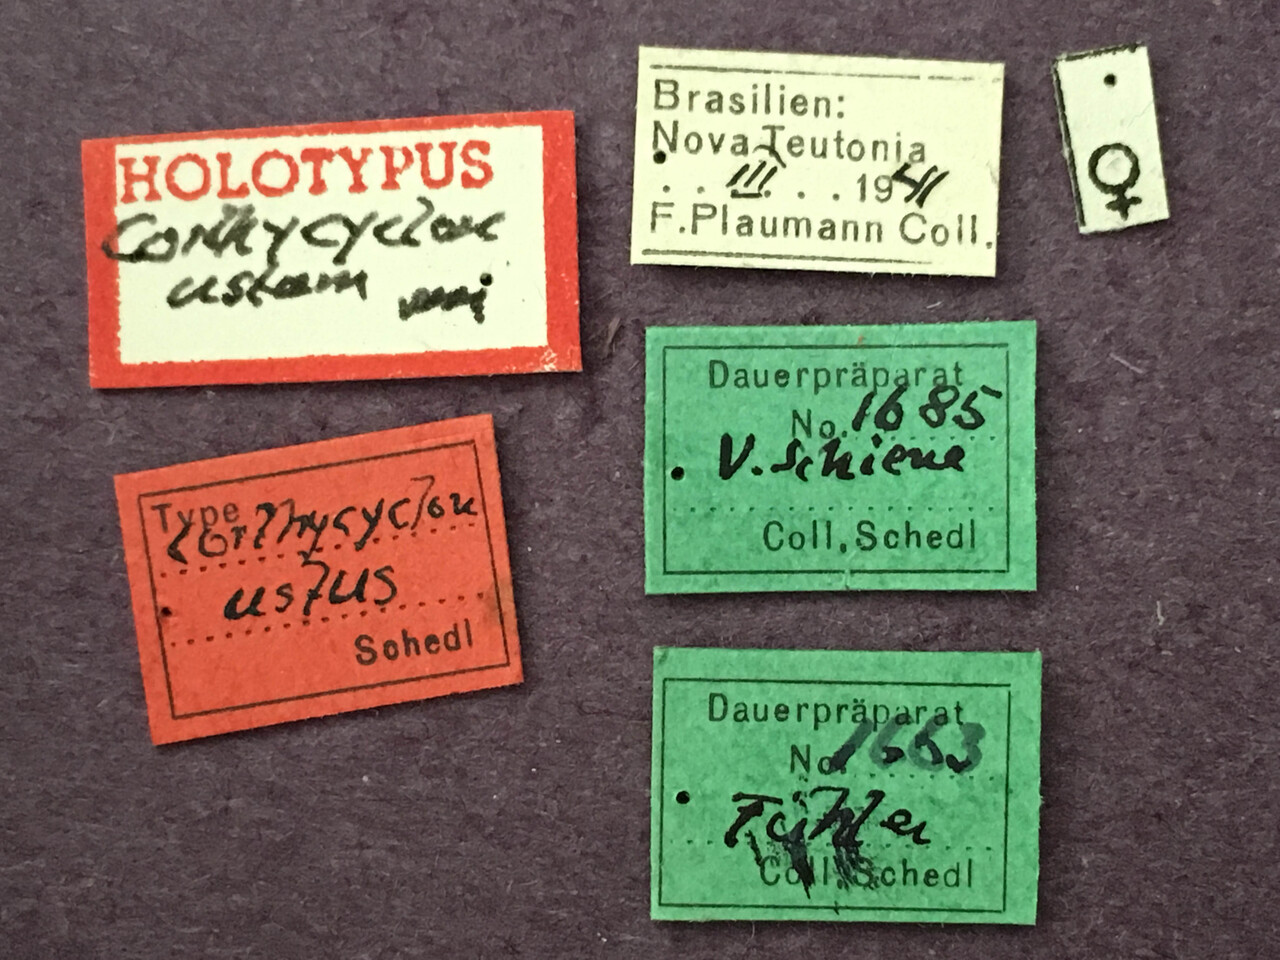 HOLOTYPUS
Corthycyclon
ustum
Brasilien:
Nova Teutonia
. . III . . 1941
F. Plaumann Coll.
♀
Type
Corthycyclon
ustus
Schedl
Dauerpräparat
No. 1685
V. Schiene
Coll. Schedl
Dauerpräparat
No. 1683
Fühler
Coll. Schedl